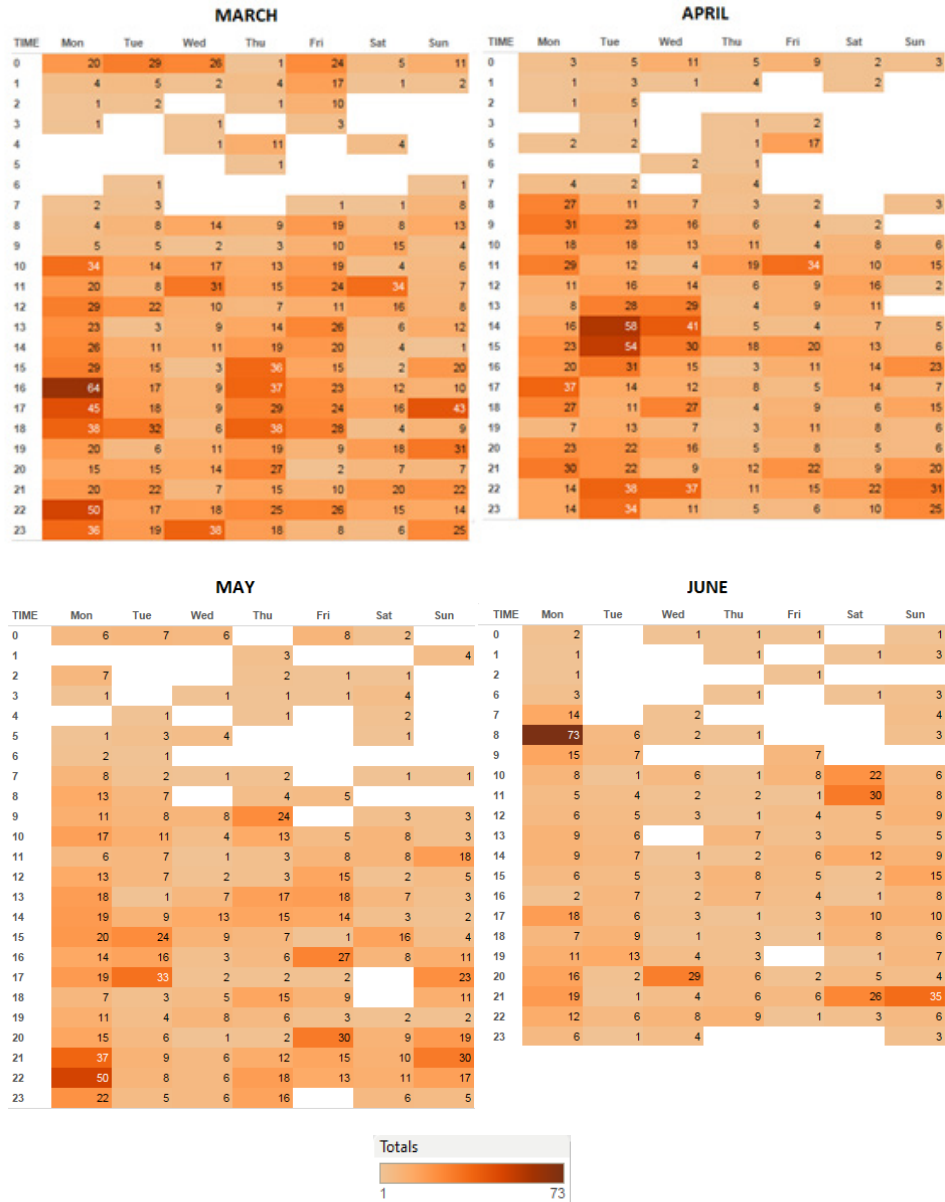 MARCH
TIME Mon Tue Wed Thu Fri Sat Sun
0 20 29 26 1 24 5 11
1 4 5 2 4 17 1 2
2 1 2 1 10
3 1 1 3
4 1 11 4
5 1
6 1 1
7 2 3 1 1 8
8 4 8 14 9 19 8 13
9 5 5 2 3 10 15 4
10 34 14 17 13 19 4 6
11 20 8 31 15 24 34 7
12 29 22 10 7 11 16 8
13 23 3 9 14 26 6 12
14 26 11 11 19 20 4 1
15 29 15 3 36 15 2 20
16 64 17 9 37 23 12 10
17 45 18 9 29 24 16 43
18 38 32 6 38 28 4 9
19 20 6 11 19 9 18 31
20 15 15 14 27 2 7 7
21 20 22 7 15 10 20 22
22 50 17 18 25 26 15 14
23 36 19 38 18 8 6 25
APRIL
TIME Mon Tue Wed Thu Fri Sat Sun
0 3 5 11 5 9 2 3
1 1 3 1 4 2
2 1 5
3 1 1 2
5 2 2 1 17
6 2 1
7 4 2 4
8 27 11 7 3 2 3
9 31 23 16 6 4 2
10 18 18 13 11 4 8 6
11 29 12 4 19 34 10 15
12 11 16 14 6 9 16 2
13 8 28 29 4 9 11
14 16 58 41 5 4 7 5
15 23 54 30 18 20 13 6
16 20 31 15 3 11 14 23
17 37 14 12 8 5 14 7
18 27 11 27 4 9 6 15
19 7 13 7 3 11 8 6
20 23 22 16 5 8 5 6
21 30 22 9 12 22 9 20
22 14 38 37 11 15 22 31
23 14 34 11 5 6 10 25
MAY
TIME Mon Tue Wed Thu Fri Sat Sun
0 6 7 6 8 2
1 3 4
2 7 2 1 1
3 1 1 1 1 4
4 1 1 2
5 1 3 4 1
6 2 1
7 8 2 1 2 1 1
8 13 7 4 5
9 11 8 8 24 3 3
10 17 11 4 13 5 8 3
11 6 7 1 3 8 8 18
12 13 7 2 3 15 2 5
13 18 1 7 17 18 7 3
14 19 9 13 15 14 3 2
15 20 24 9 7 1 16 4
16 14 16 3 6 27 8 11
17 19 33 2 2 2 23
18 7 3 5 15 9 11
19 11 4 8 6 3 2 2
20 15 6 1 2 30 9 19
21 37 9 6 12 15 10 30
22 50 8 6 18 13 11 17
23 22 5 6 16 6 5
JUNE
TIME Mon Tue Wed Thu Fri Sat Sun
0 2 1 1 1 1
1 1 1 1 3
2 1 1
6 3 1 1 3
7 14 2 4
8 73 6 2 1 3
9 15 7 7
10 8 1 6 1 8 22 6
11 5 4 2 2 1 30 8
12 6 5 3 1 4 5 9
13 9 6 7 3 5 5
14 9 7 1 2 6 12 9
15 6 5 3 8 5 2 15
16 2 7 2 7 4 1 8
17 18 6 3 1 3 10 10
18 7 9 1 3 1 8 6
19 11 13 4 3 1 7
20 16 2 29 6 2 5 4
21 19 1 4 6 6 26 35
22 12 6 8 9 1 3 6
23 6 1 4 3
Totals
1 73